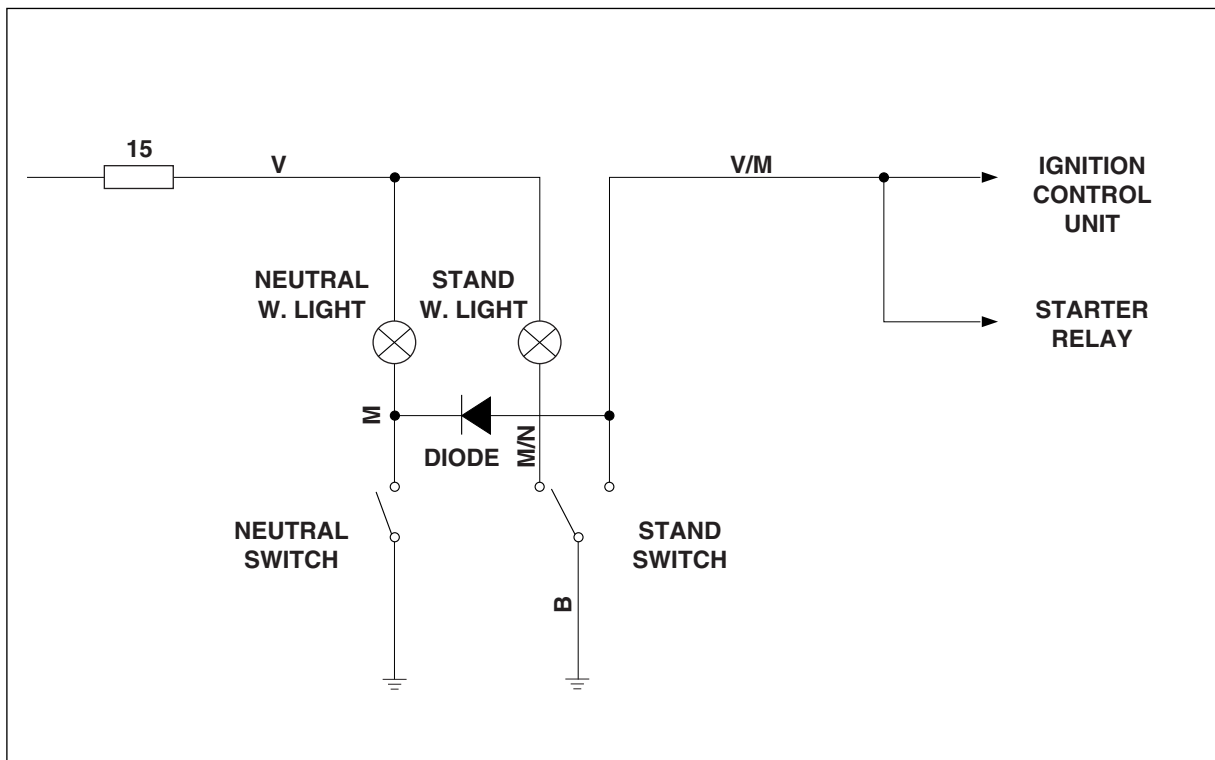 15
V
V/M
IGNITION
CONTROL
UNIT
NEUTRAL
W. LIGHT
STAND
W. LIGHT
STARTER
RELAY
M
DIODE
M/N
NEUTRAL
SWITCH
STAND
SWITCH
B